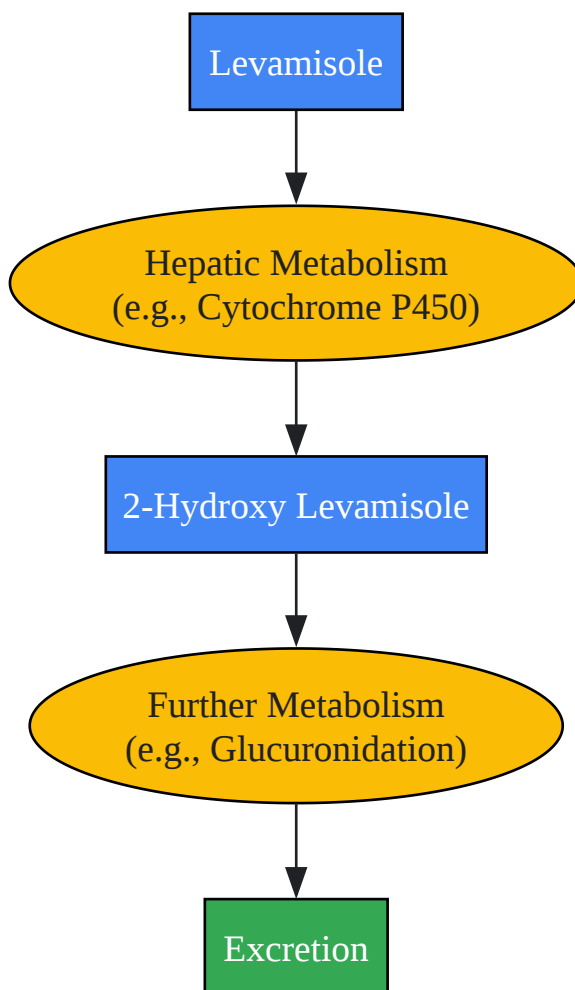 Levamisole
Hepatic Metabolism
(e.g., Cytochrome P450)
2-Hydroxy Levamisole
Further Metabolism
(e.g., Glucuronidation)
Excretion